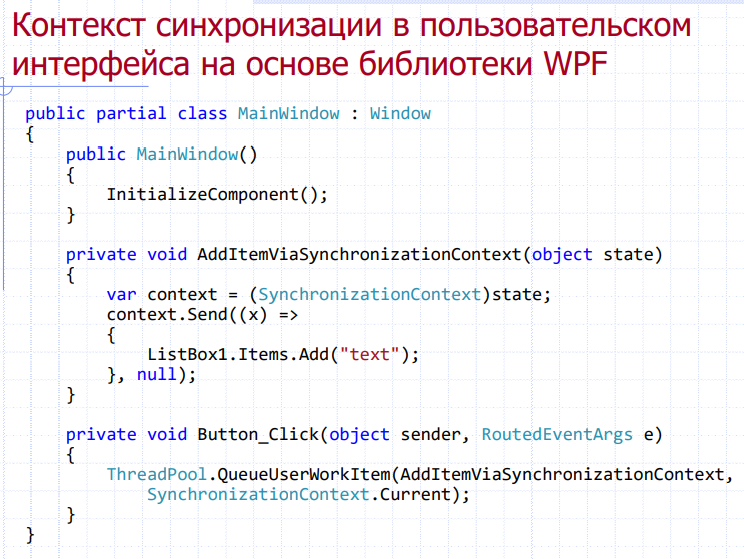 Контекст синхронизации в пользовательском
интерфейса на основе библиотеки WPF
public partial class MainWindow : Window
{
    public MainWindow()
    {
        InitializeComponent();
    }
    private void AddItemViaSynchronizationContext(object state)
    {
        var context = (SynchronizationContext)state;
        context.Send((x) =>
        {
            ListBox1.Items.Add("text");
        }, null);
    }
    private void Button_Click(object sender, RoutedEventArgs e)
    {
        ThreadPool.QueueUserWorkItem(AddItemViaSynchronizationContext,
            SynchronizationContext.Current);
    }
}